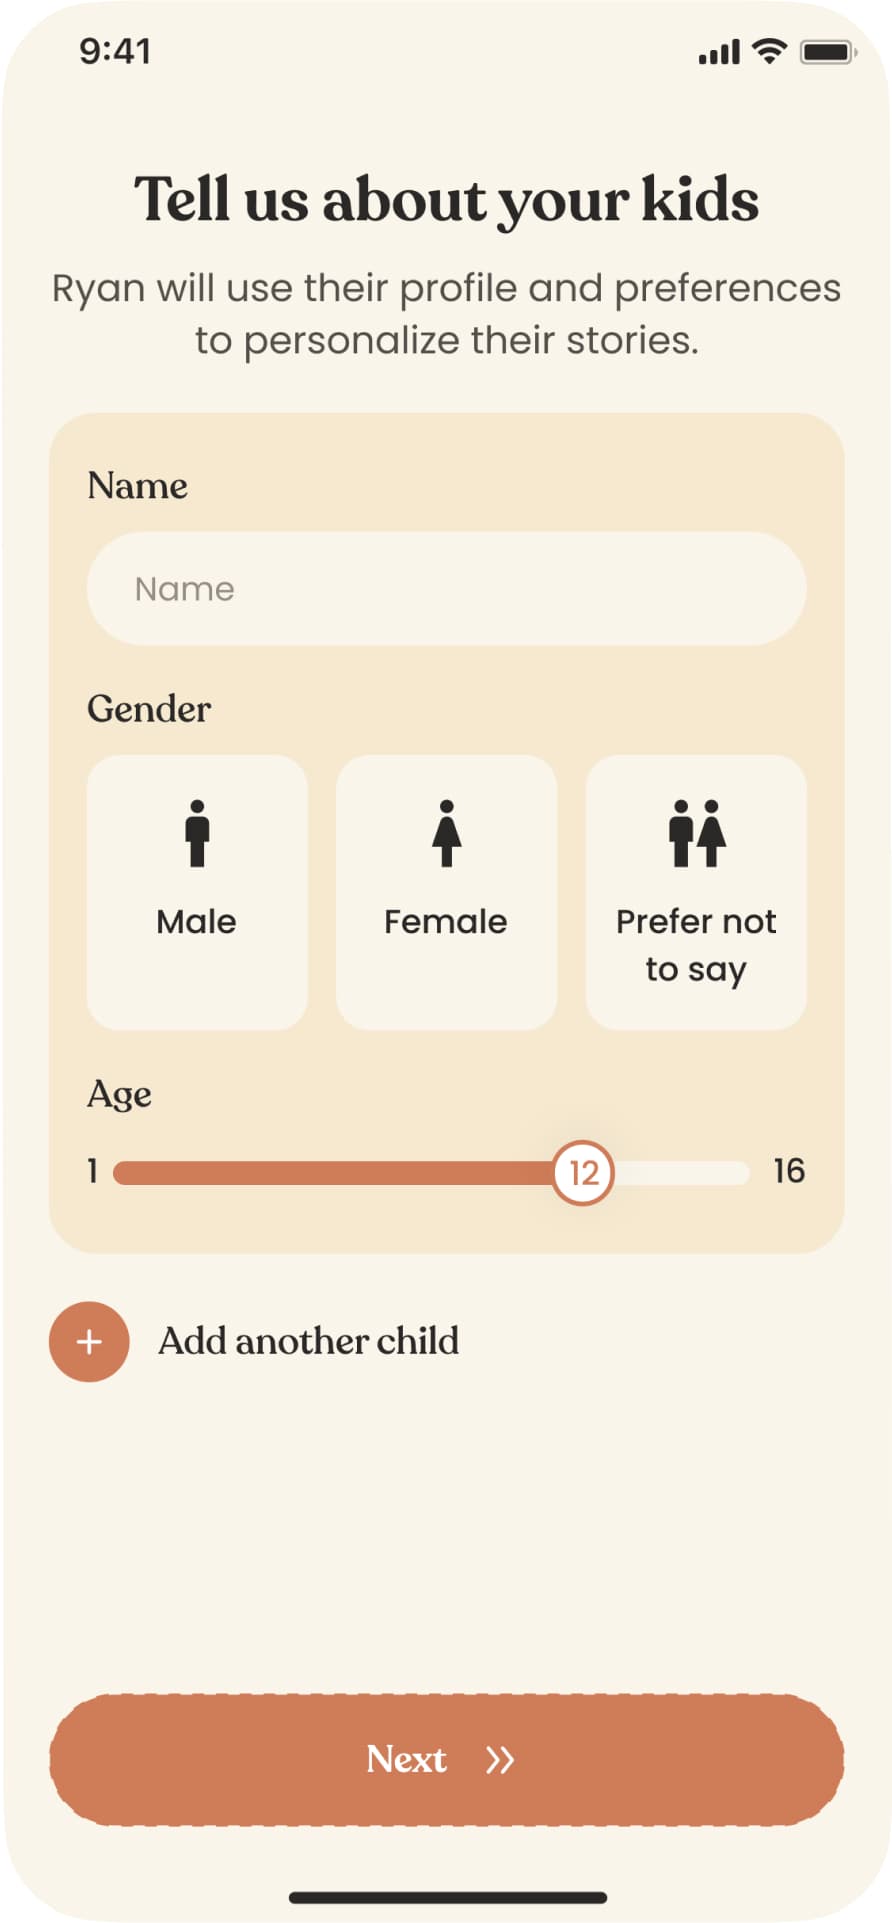 9:41
Tell us about your kids
Ryan will use their profile and preferences
to personalize their stories.
Name
Name
Gender
Male
Female
Prefer not
to say
Age
1
12
16
Add another child
Next